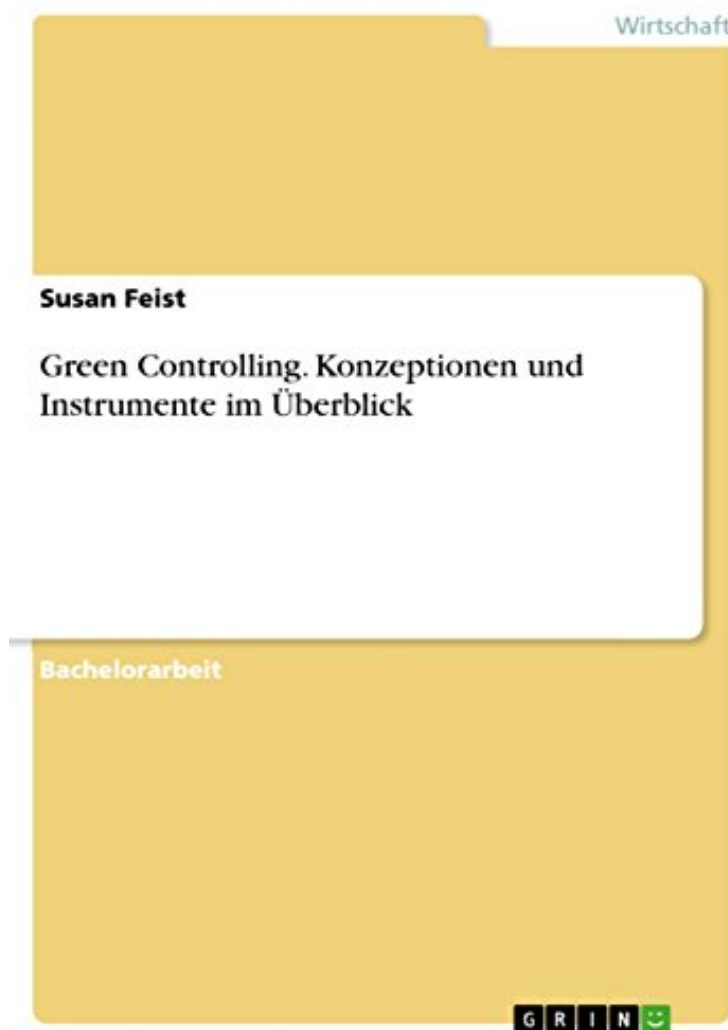 Wirtschaft
Susan Feist
Green Controlling. Konzeptionen und
Instrumente im Überblick
Bachelorarbeit
GRIN